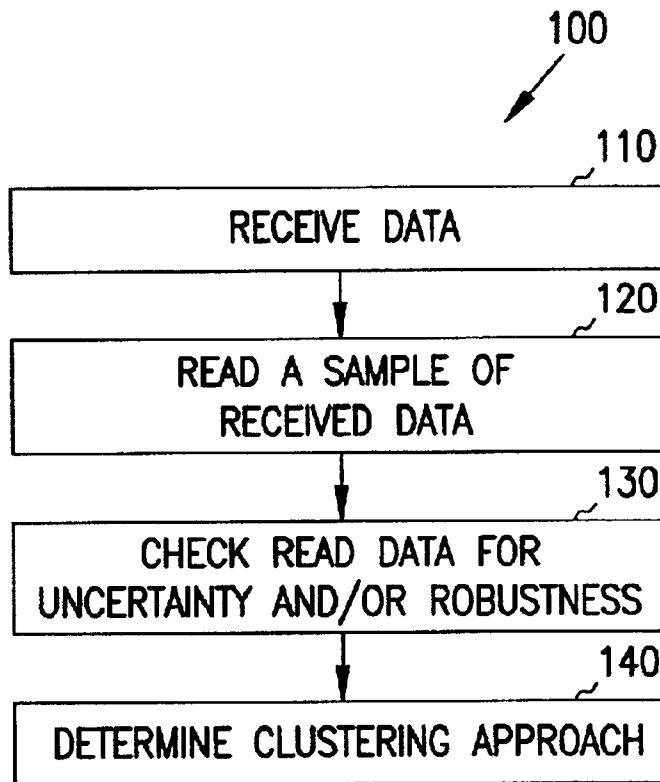 100
110
RECEIVE DATA
120
READ A SAMPLE OF
RECEIVED DATA
130
CHECK READ DATA FOR
UNCERTAINTY AND/OR ROBUSTNESS
140
DETERMINE CLUSTERING APPROACH